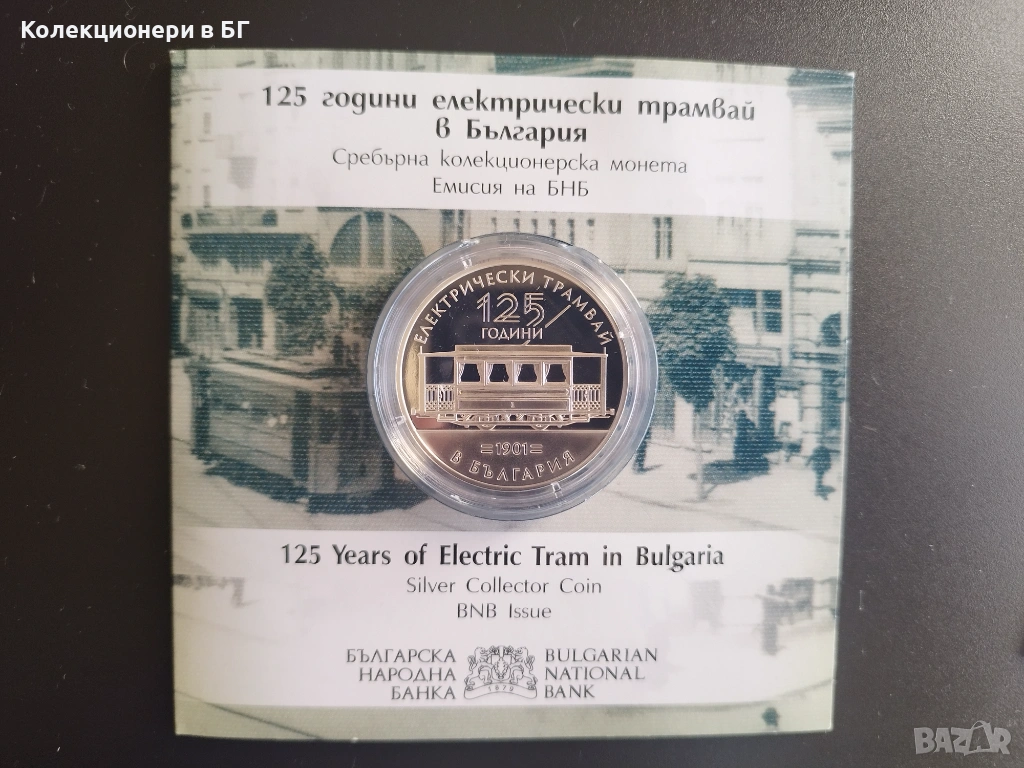 Колекционери в БГ
125 години електрически трамвай
в България
Сребърна колекционерска монета
Емисия на БНБ
ЕЛЕКТРИЧЕСКИ ТРАМВАЙ
125
ГОДИНИ
=1901=
В БЪЛГАРИЯ
125 Years of Electric Tram in Bulgaria
Silver Collector Coin
BNB Issue
БЪЛГАРСКА
НАРОДНА
БАНКА
1879
BULGARIAN
NATIONAL
BANK
BAZAR